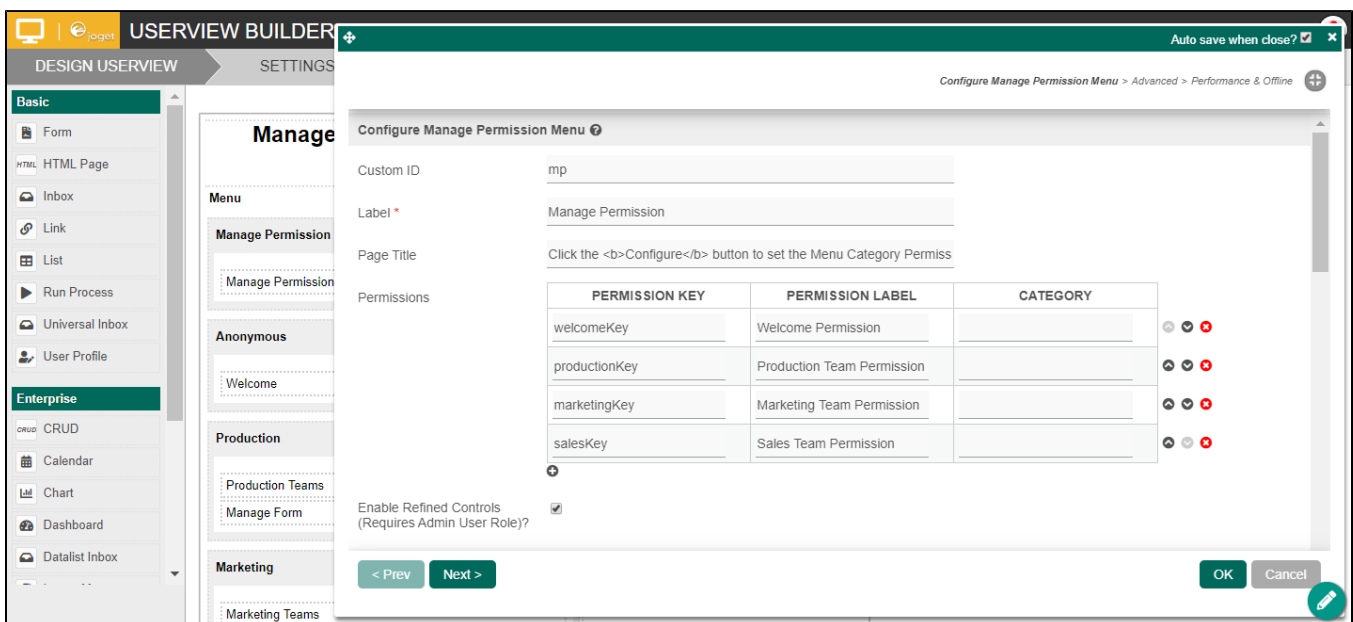 joget
USERVIEW BUILDER
Auto save when close?
DESIGN USERVIEW
SETTINGS
Configure Manage Permission Menu > Advanced > Performance & Offline
Basic
Form
HTML HTML Page
Inbox
Link
List
Run Process
Universal Inbox
User Profile
Enterprise
CRUD CRUD
Calendar
Chart
Dashboard
Datalist Inbox
Manage
Menu
Manage Permission
Manage Permission
Anonymous
Welcome
Production
Production Teams
Manage Form
Marketing
Marketing Teams
Configure Manage Permission Menu
Custom ID
mp
Label *
Manage Permission
Page Title
Click the <b>Configure</b> button to set the Menu Category Permiss
Permissions
PERMISSION KEY PERMISSION LABEL CATEGORY
welcomeKey Welcome Permission
productionKey Production Team Permission
marketingKey Marketing Team Permission
salesKey Sales Team Permission
Enable Refined Controls
(Requires Admin User Role)?
< Prev
Next >
OK
Cancel